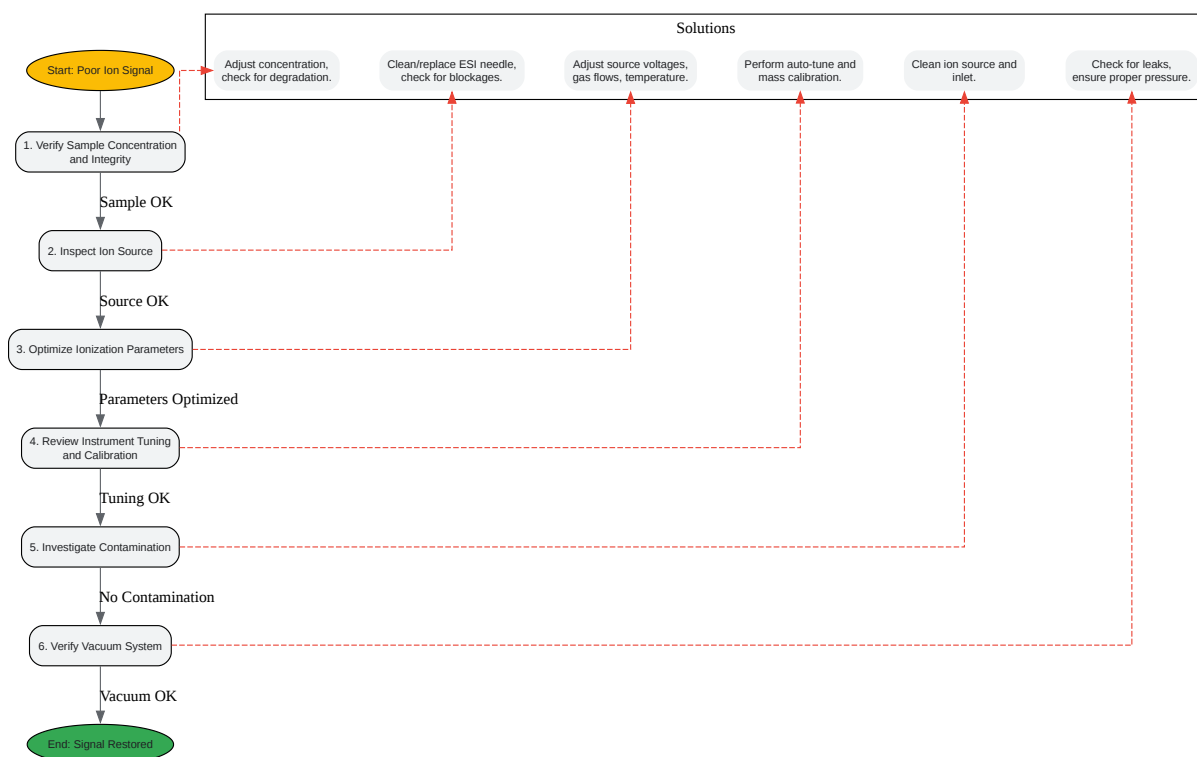 Solutions
Start: Poor Ion Signal
Adjust concentration,
check for degradation.
Clean/replace ESI needle,
check for blockages.
Adjust source voltages,
gas flows, temperature.
Perform auto-tune and
mass calibration.
Clean ion source and
inlet.
Check for leaks,
ensure proper pressure.
1. Verify Sample Concentration
and Integrity
Sample OK
2. Inspect Ion Source
Source OK
3. Optimize Ionization Parameters
Parameters Optimized
4. Review Instrument Tuning
and Calibration
Tuning OK
5. Investigate Contamination
No Contamination
6. Verify Vacuum System
Vacuum OK
End: Signal Restored